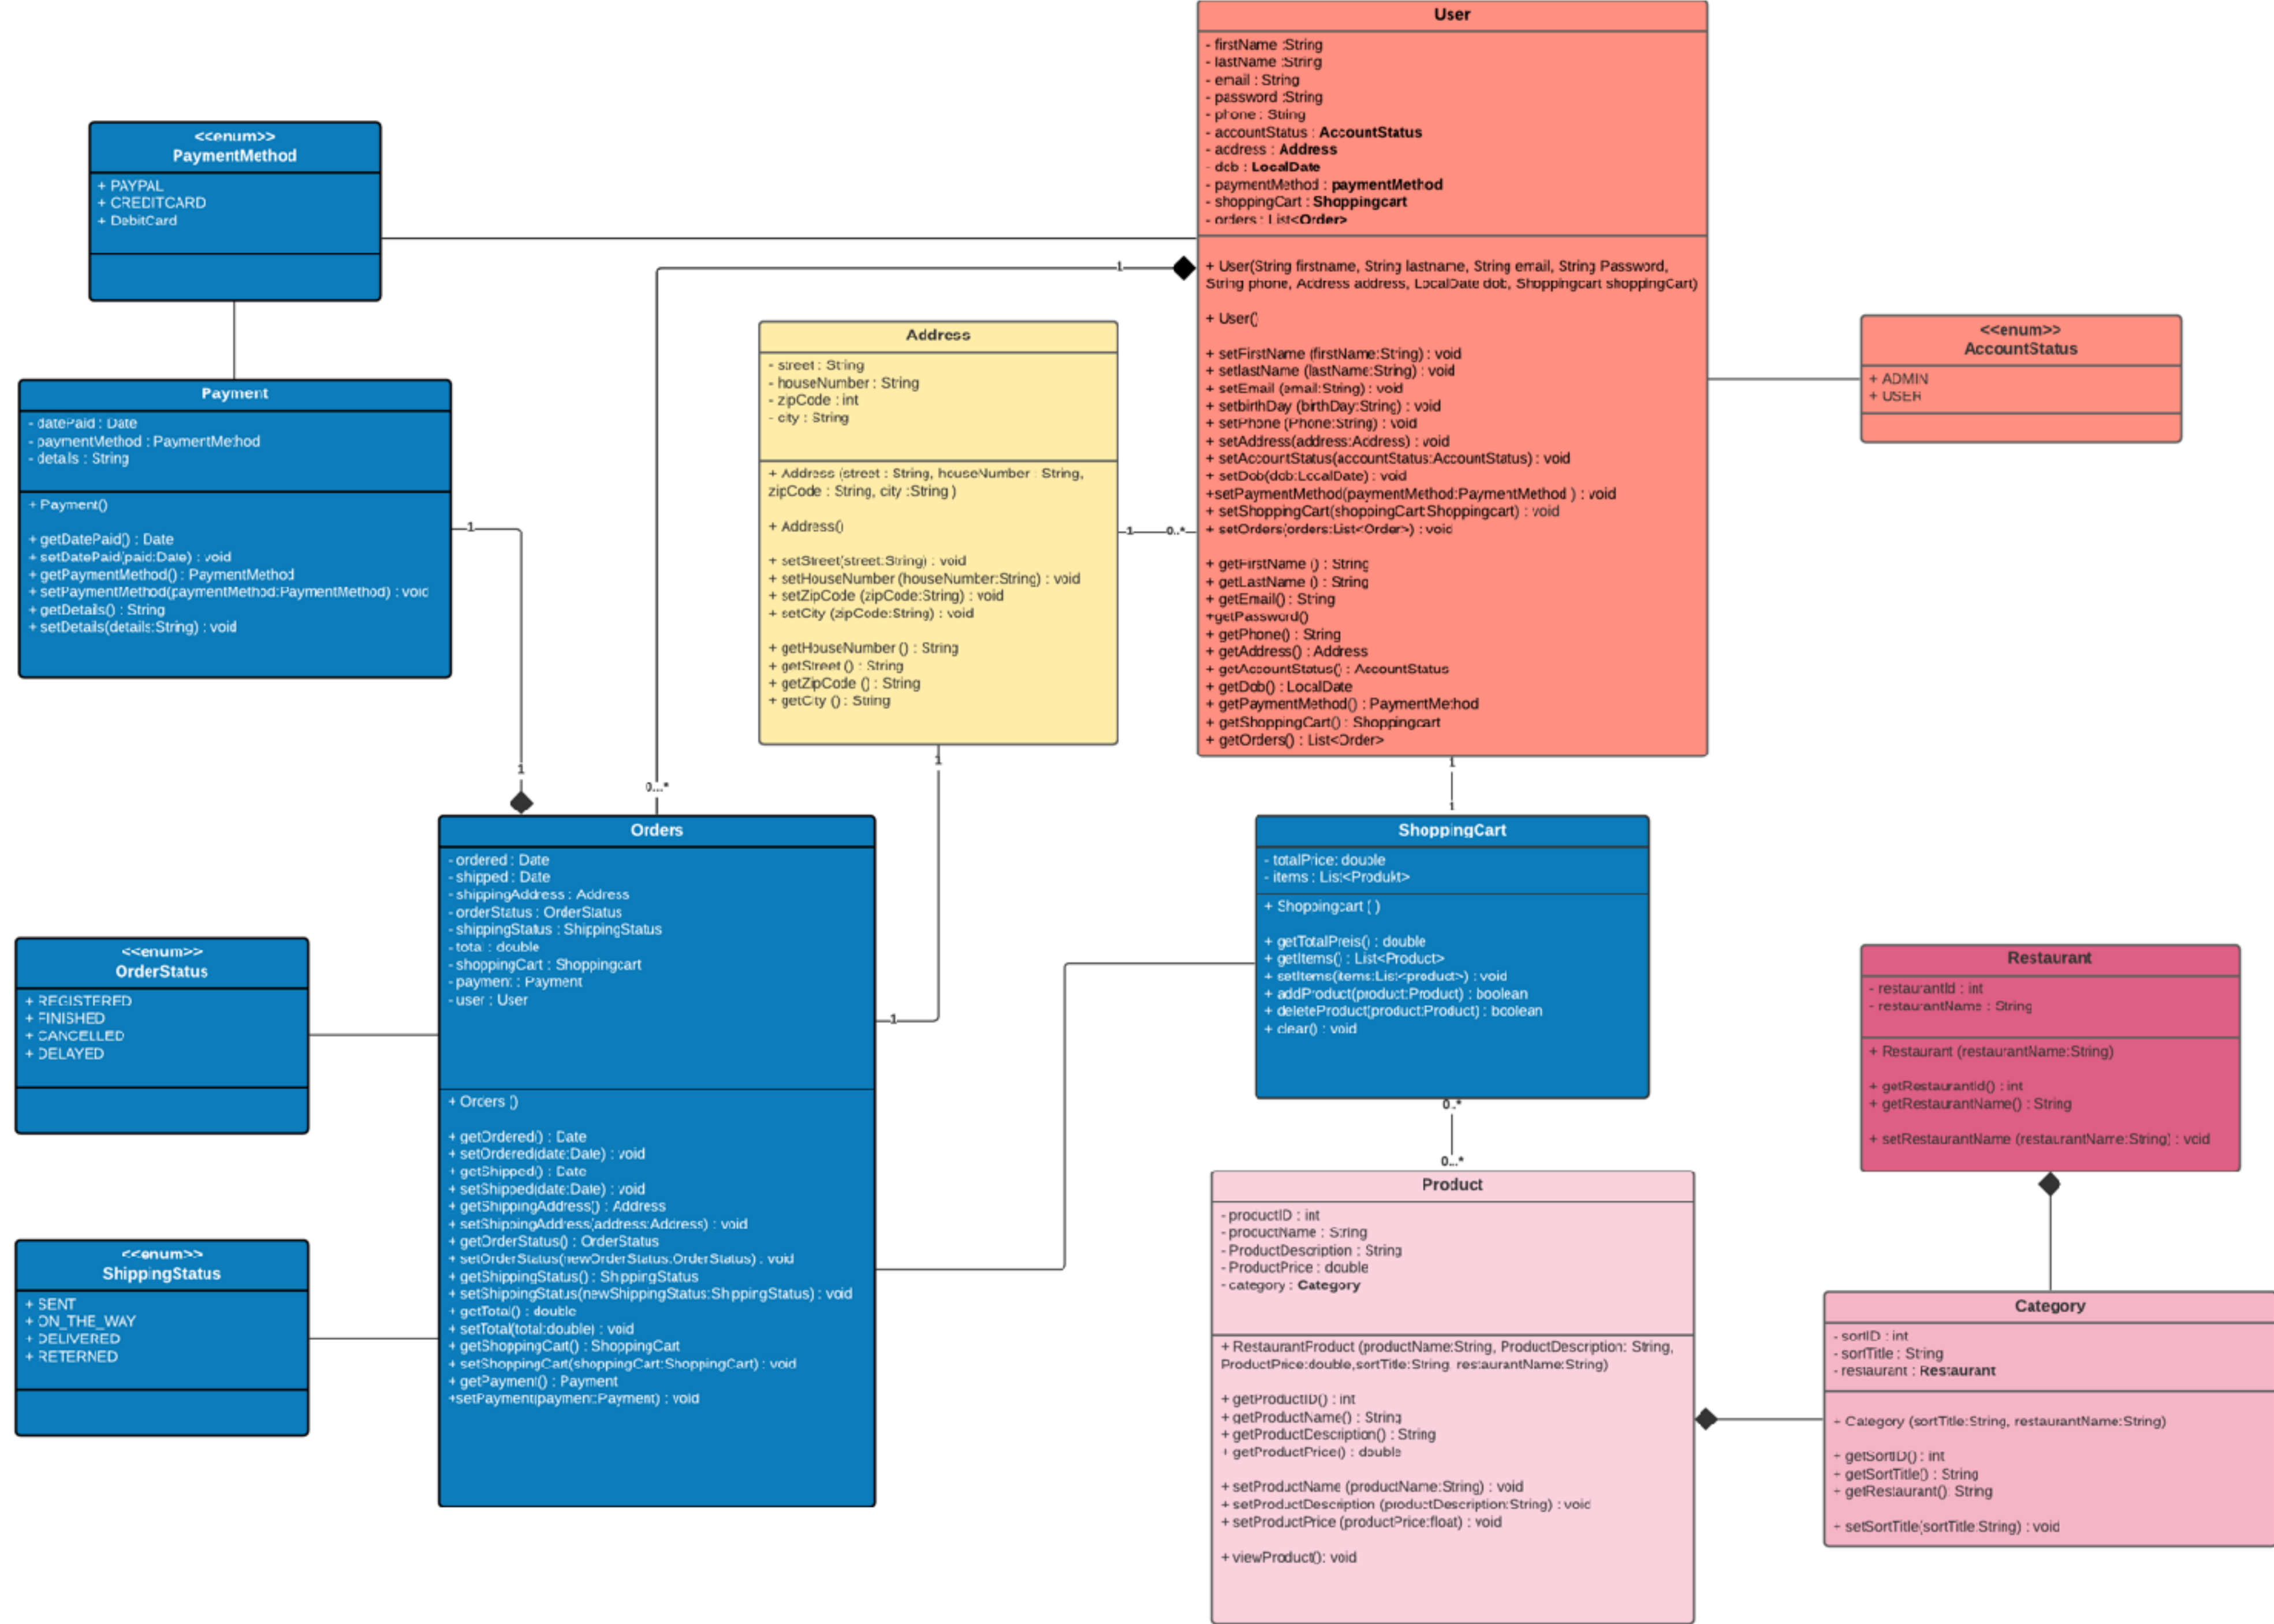 User
- firstName :String
- lastName :String
- email : String
- password :String
- phone : String
- accountStatus : AccountStatus
- address : Address
- dob : LocalDate
- paymentMethod : paymentMethod
- shoppingCart : Shoppingcart
- orders : List<Order>
+ User(String firstname, String lastname, String email, String Password,
String phone, Address address, LocalDate dob, Shoppingcart shoppingCart)
+ User()
+ setFirstName (firstName:String) : void
+ setlastName (lastName:String) : void
+ setEmail (email:String) : void
+ setbirthDay (birthDay:String) : void
+ setPhone (Phone:String) : void
+ setAddress(address:Address) : void
+ setAccountStatus(accountStatus:AccountStatus) : void
+ setDob(dob:LocalDate) : void
+setPaymentMethod(paymentMethod:PaymentMethod ) : void
+ setShoppingCart(shoppingCart:Shoppingcart) : void
+ setOrders(orders:List<Order>) : void
+ getFirstName () : String
+ getLastName () : String
+ getEmail() : String
+getPassword()
+ getPhone() : String
+ getAddress() : Address
+ getAccountStatus() : AccountStatus
+ getDob() : LocalDate
+ getPaymentMethod() : PaymentMethod
+ getShoppingCart() : Shoppingcart
+ getOrders() : List<Order>
<<enum>>
PaymentMethod
+ PAYPAL
+ CREDITCARD
+ DebitCard
1
<<enum>>
AccountStatus
+ ADMIN
+ USER
Address
- street : String
- houseNumber : String
- zipCode : int
- city : String
+ Address (street : String, houseNumber : String,
zipCode : String, city :String )
+ Address()
+ setStreet(street:String) : void
+ setHouseNumber (houseNumber:String) : void
+ setZipCode (zipCode:String) : void
+ setCity (zipCode:String) : void
+ getHouseNumber () : String
+ getStreet () : String
+ getZipCode () : String
+ getCity () : String
1
0..*
Payment
- datePaid : Date
- paymentMethod : PaymentMethod
- details : String
+ Payment()
+ getDatePaid() : Date
+ setDatePaid(paid:Date) : void
+ getPaymentMethod() : PaymentMethod
+ setPaymentMethod(paymentMethod:PaymentMethod) : void
+ getDetails() : String
+ setDetails(details:String) : void
1
1
0...*
1
1
1
Orders
- ordered : Date
- shipped : Date
- shippingAddress : Address
- orderStatus : OrderStatus
- shippingStatus : ShippingStatus
- total : double
- shoppingCart : Shoppingcart
- payment : Payment
- user : User
+ Orders ()
+ getOrdered() : Date
+ setOrdered(date:Date) : void
+ getShipped() : Date
+ setShipped(date:Date) : void
+ getShippingAddress() : Address
+ setShippingAddress(address:Address) : void
+ getOrderStatus() : OrderStatus
+ setOrderStatus(newOrderStatus:OrderStatus) : void
+ getShippingStatus() : ShippingStatus
+ setShippingStatus(newShippingStatus:ShippingStatus) : void
+ getTotal() : double
+ setTotal(total:double) : void
+ getShoppingCart() : ShoppingCart
+ setShoppingCart(shoppingCart:ShoppingCart) : void
+ getPayment() : Payment
+setPayment(payment:Payment) : void
1
ShoppingCart
- totalPrice: double
- items : List<Produkt>
+ Shoppingcart ( )
+ getTotalPreis() : double
+ getItems() : List<Product>
+ setItems(items:List<product>) : void
+ addProduct(product:Product) : boolean
+ deleteProduct(product:Product) : boolean
+ clear() : void
0..*
0...*
<<enum>>
OrderStatus
+ REGISTERED
+ FINISHED
+ CANCELLED
+ DELAYED
<<enum>>
ShippingStatus
+ SENT
+ ON_THE_WAY
+ DELIVERED
+ RETERNED
Restaurant
- restaurantId : int
- restaurantName : String
+ Restaurant (restaurantName:String)
+ getRestaurantId() : int
+ getRestaurantName() : String
+ setRestaurantName (restaurantName:String) : void
Product
- productID : int
- productName : String
- ProductDescription : String
- ProductPrice : double
- category : Category
+ RestaurantProduct (productName:String, ProductDescription: String,
ProductPrice:double,sortTitle:String, restaurantName:String)
+ getProductID() : int
+ getProductName() : String
+ getProductDescription() : String
+ getProductPrice() : double
+ setProductName (productName:String) : void
+ setProductDescription (productDescription:String) : void
+ setProductPrice (productPrice:float) : void
+ viewProduct(): void
Category
- sortID : int
- sortTitle : String
- restaurant : Restaurant
+ Category (sortTitle:String, restaurantName:String)
+ getSortID() : int
+ getSortTitle() : String
+ getRestaurant(): String
+ setSortTitle(sortTitle:String) : void